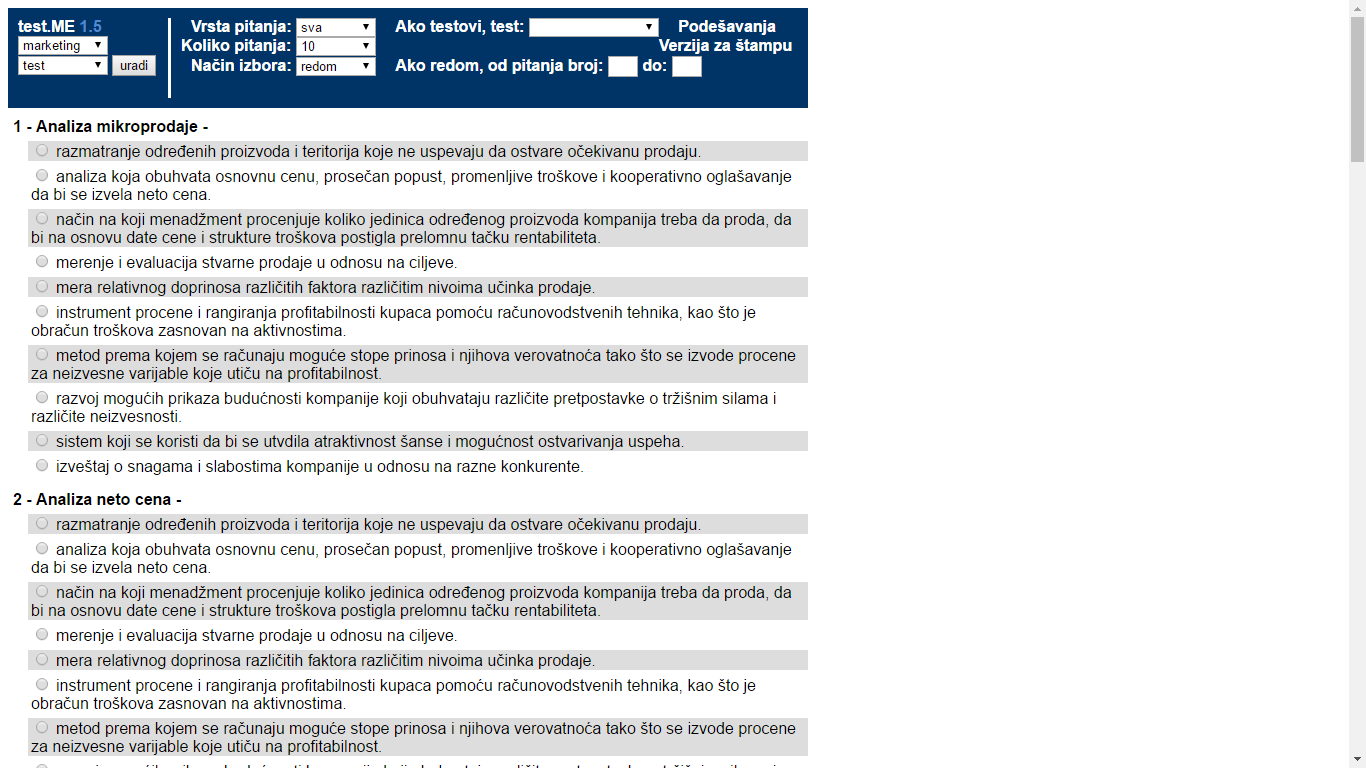 test.ME 1.5
marketing
test uradi
Vrsta pitanja: sva
Koliko pitanja: 10
Način izbora: redom
Ako testovi, test:
Ako redom, od pitanja broj: do:
Podešavanja
Verzija za štampu
1 - Analiza mikroprodaje -
razmatranje određenih proizvoda i teritorija koje ne uspevaju da ostvare očekivanu prodaju.
analiza koja obuhvata osnovnu cenu, prosečan popust, promenljive troškove i kooperativno oglašavanje
da bi se izvela neto cena.
način na koji menadžment procenjuje koliko jedinica određenog proizvoda kompanija treba da proda, da
bi na osnovu date cene i strukture troškova postigla prelomnu tačku rentabiliteta.
merenje i evaluacija stvarne prodaje u odnosu na ciljeve.
mera relativnog doprinosa različitih faktora različitim nivoima učinka prodaje.
instrument procene i rangiranja profitabilnosti kupaca pomoću računovodstvenih tehnika, kao što je
obračun troškova zasnovan na aktivnostima.
metod prema kojem se računaju moguće stope prinosa i njihova verovatnoća tako što se izvode procene
za neizvesne varijable koje utiču na profitabilnost.
razvoj mogućih prikaza budućnosti kompanije koji obuhvataju različite pretpostavke o tržišnim silama i
različite neizvesnosti.
sistem koji se koristi da bi se utvdila atraktivnost šanse i mogućnost ostvarivanja uspeha.
izveštaj o snagama i slabostima kompanije u odnosu na razne konkurente.
2 - Analiza neto cena -
razmatranje određenih proizvoda i teritorija koje ne uspevaju da ostvare očekivanu prodaju.
analiza koja obuhvata osnovnu cenu, prosečan popust, promenljive troškove i kooperativno oglašavanje
da bi se izvela neto cena.
način na koji menadžment procenjuje koliko jedinica određenog proizvoda kompanija treba da proda, da
bi na osnovu date cene i strukture troškova postigla prelomnu tačku rentabiliteta.
merenje i evaluacija stvarne prodaje u odnosu na ciljeve.
mera relativnog doprinosa različitih faktora različitim nivoima učinka prodaje.
instrument procene i rangiranja profitabilnosti kupaca pomoću računovodstvenih tehnika, kao što je
obračun troškova zasnovan na aktivnostima.
metod prema kojem se računaju moguće stope prinosa i njihova verovatnoća tako što se izvode procene
za neizvesne varijable koje utiču na profitabilnost.